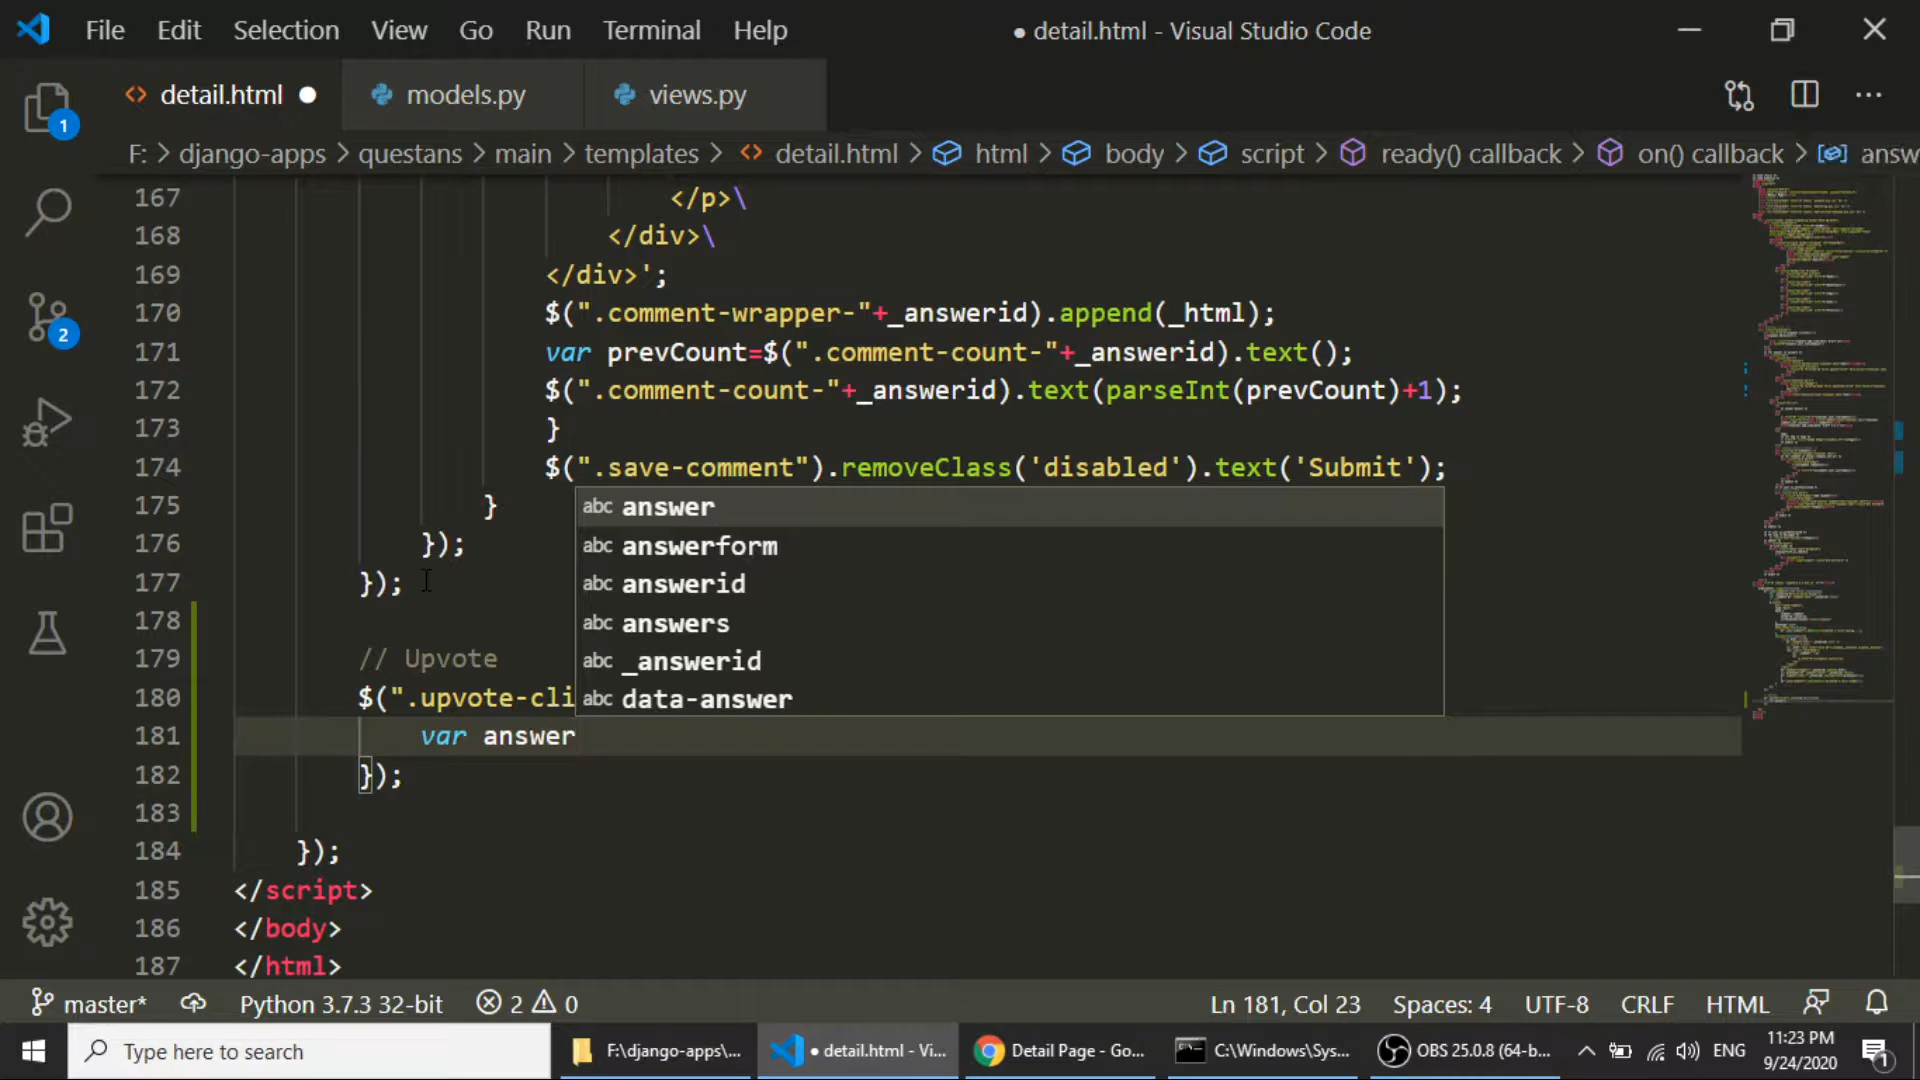 File Edit Selection View Go Run Terminal Help
● detail.html - Visual Studio Code
<> detail.html ●
models.py
views.py
F: > django-apps > questans > main > templates > <> detail.html > html > body > script > ready() callback > on() callback > answ
1
2
167 </p>\
168 </div>\
169 </div>';
170 $(".comment-wrapper-"+_answerid).append(_html);
171 var prevCount=$(".comment-count-"+_answerid).text();
172 $(".comment-count-"+_answerid).text(parseInt(prevCount)+1);
173 }
174 $(".save-comment").removeClass('disabled').text('Submit');
175 }
abc answer
abc answerform
176 });
abc answerid
177 });
abc answers
178
abc _answerid
179 // Upvote
abc data-answer
180 $(".upvote-cli
181 var answer
182 });
183
184 });
185 </script>
186 </body>
187 </html>
master* Python 3.7.3 32-bit 2 0 Ln 181, Col 23 Spaces: 4 UTF-8 CRLF HTML
Type here to search
F:\django-apps\...
● detail.html - Vi...
Detail Page - Go...
C:\Windows\Sys...
OBS 25.0.8 (64-b...
ENG
11:23 PM
9/24/2020
1